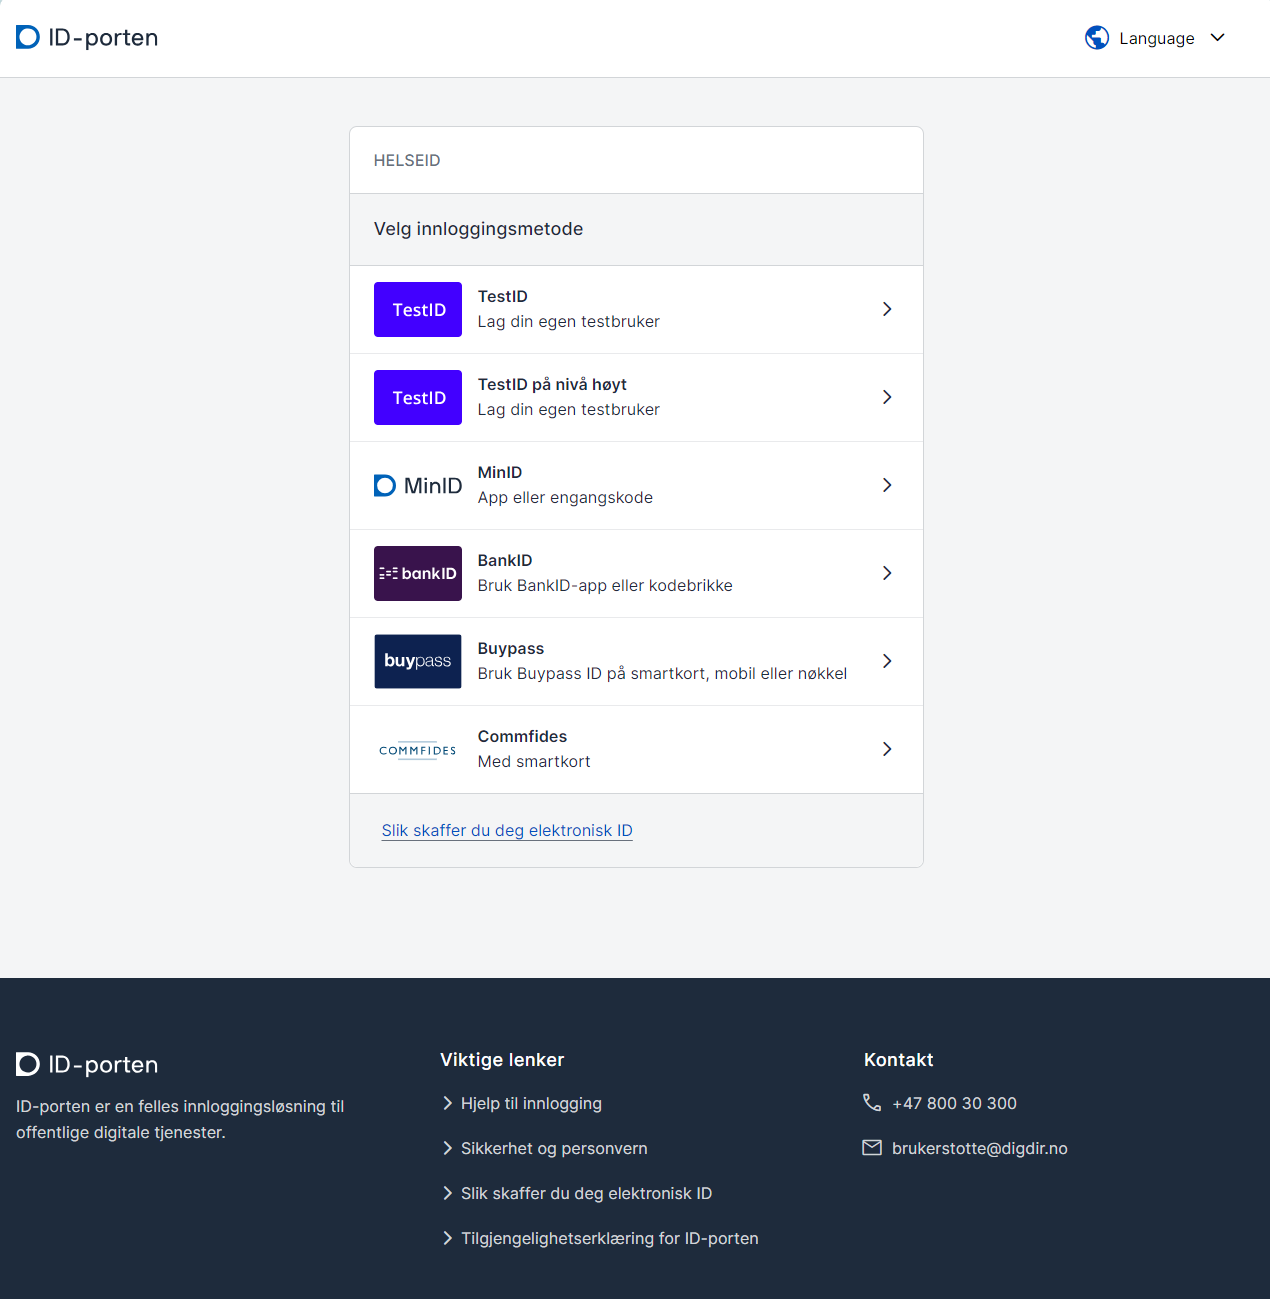 ID-porten
Language
HELSEID
Velg innloggingsmetode
TestID
TestID
Lag din egen testbruker
TestID
TestID på nivå høyt
Lag din egen testbruker
MinID
MinID
App eller engangskode
bankID
BankID
Bruk BankID-app eller kodebrikke
buypass
Buypass
Bruk Buypass ID på smartkort, mobil eller nøkkel
COMMFIDES
Commfides
Med smartkort
Slik skaffer du deg elektronisk ID
ID-porten
ID-porten er en felles innloggingsløsning til
offentlige digitale tjenester.
Viktige lenker
Hjelp til innlogging
Sikkerhet og personvern
Slik skaffer du deg elektronisk ID
Tilgjengelighetserklæring for ID-porten
Kontakt
+47 800 30 300
brukerstotte@digdir.no